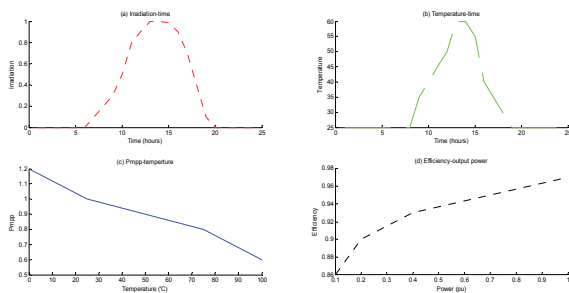 (a) Irradiation-time
1
0.8
0.6
0.4
0.2
0
Irradiation
0 5 10 15 20 25
Time (hours)
(b) Temperature-time
60
55
50
45
40
35
30
25
Temperature
0 5 10 15 20 25
Time (hours)
(c) Pmpp-temperture
1.2
1.1
1
0.9
0.8
0.7
0.6
0.5
Pmpp
0 10 20 30 40 50 60 70 80 90 100
Temperature (°C)
(d) Efficiency-output power
0.98
0.96
0.94
0.92
0.9
0.88
0.86
Efficiency
0.1 0.2 0.3 0.4 0.5 0.6 0.7 0.8 0.9 1
Power (pu)